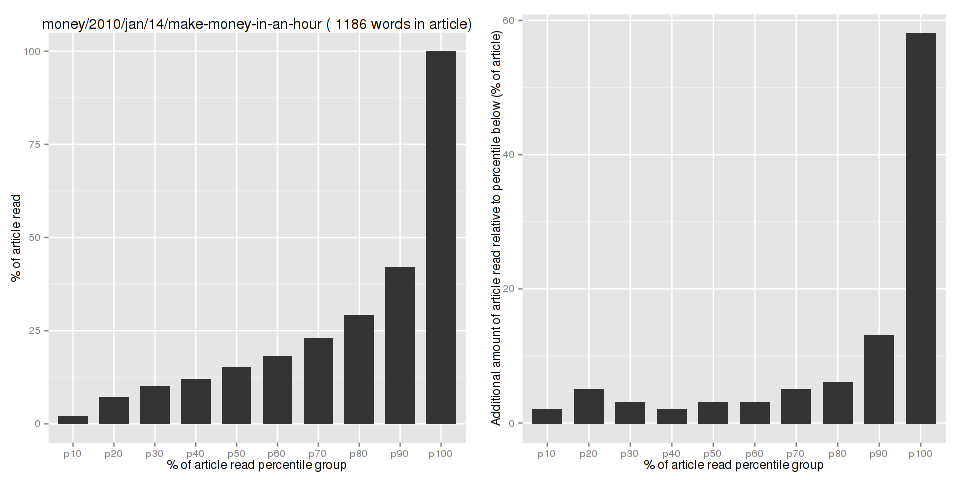 money/2010/jan/14/make-money-in-an-hour ( 1186 words in article)
% of article read
100
75
50
25
0
p10 p20 p30 p40 p50 p60 p70 p80 p90 p100
% of article read percentile group
Additional amount of article read relative to percentile below (% of article)
60
40
20
0
p10 p20 p30 p40 p50 p60 p70 p80 p90 p100
% of article read percentile group